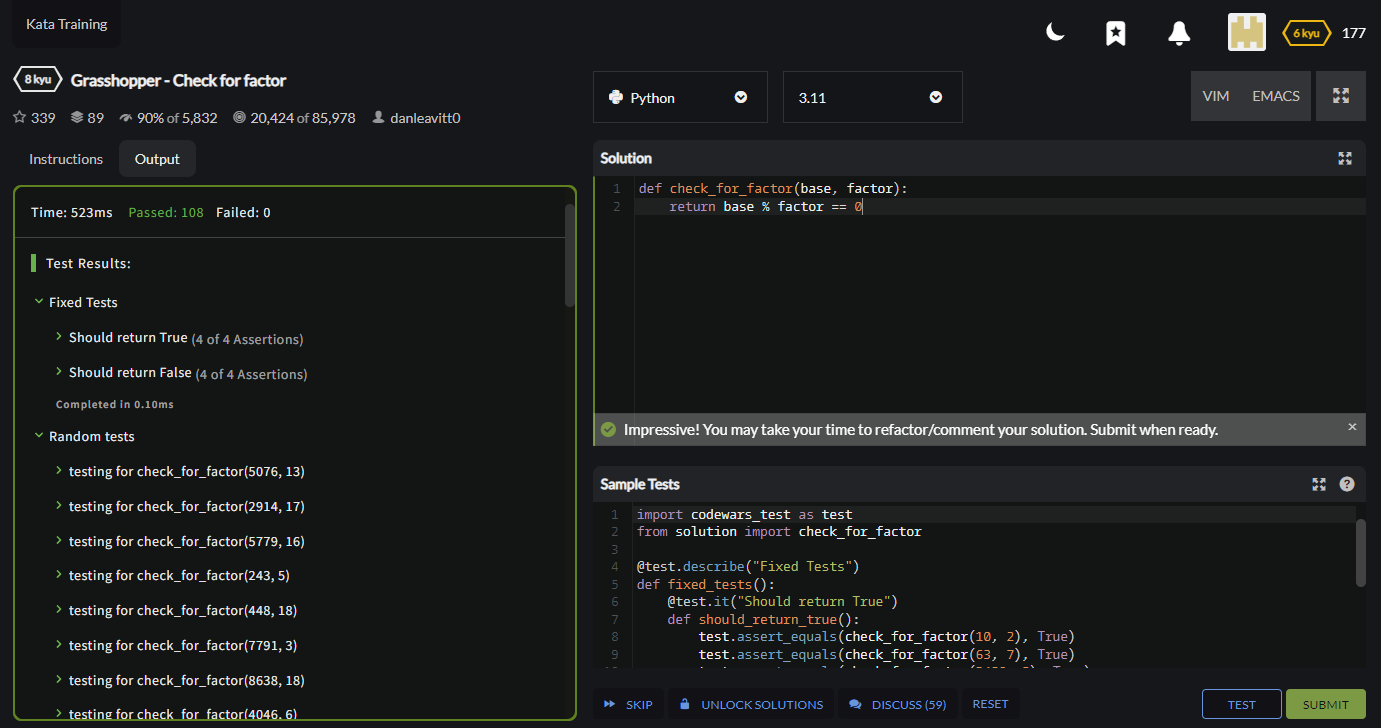 Kata Training
6 kyu 177
8 kyu Grasshopper - Check for factor
339 89 90% of 5,832 20,424 of 85,978 danleavitt0
Instructions Output
Time: 523ms Passed: 108 Failed: 0
Test Results:
Fixed Tests
Should return True (4 of 4 Assertions)
Should return False (4 of 4 Assertions)
Completed in 0.10ms
Random tests
testing for check_for_factor(5076, 13)
testing for check_for_factor(2914, 17)
testing for check_for_factor(5779, 16)
testing for check_for_factor(243, 5)
testing for check_for_factor(448, 18)
testing for check_for_factor(7791, 3)
testing for check_for_factor(8638, 18)
testing for check_for_factor(4046, 6)
Python 3.11 VIM EMACS
Solution
1 def check_for_factor(base, factor):
2 return base % factor == 0
Impressive! You may take your time to refactor/comment your solution. Submit when ready. ×
Sample Tests ?
1 import codewars_test as test
2 from solution import check_for_factor
3
4 @test.describe("Fixed Tests")
5 def fixed_tests():
6 @test.it("Should return True")
7 def should_return_true():
8 test.assert_equals(check_for_factor(10, 2), True)
9 test.assert_equals(check_for_factor(63, 7), True)
SKIP UNLOCK SOLUTIONS DISCUSS (59) RESET TEST SUBMIT